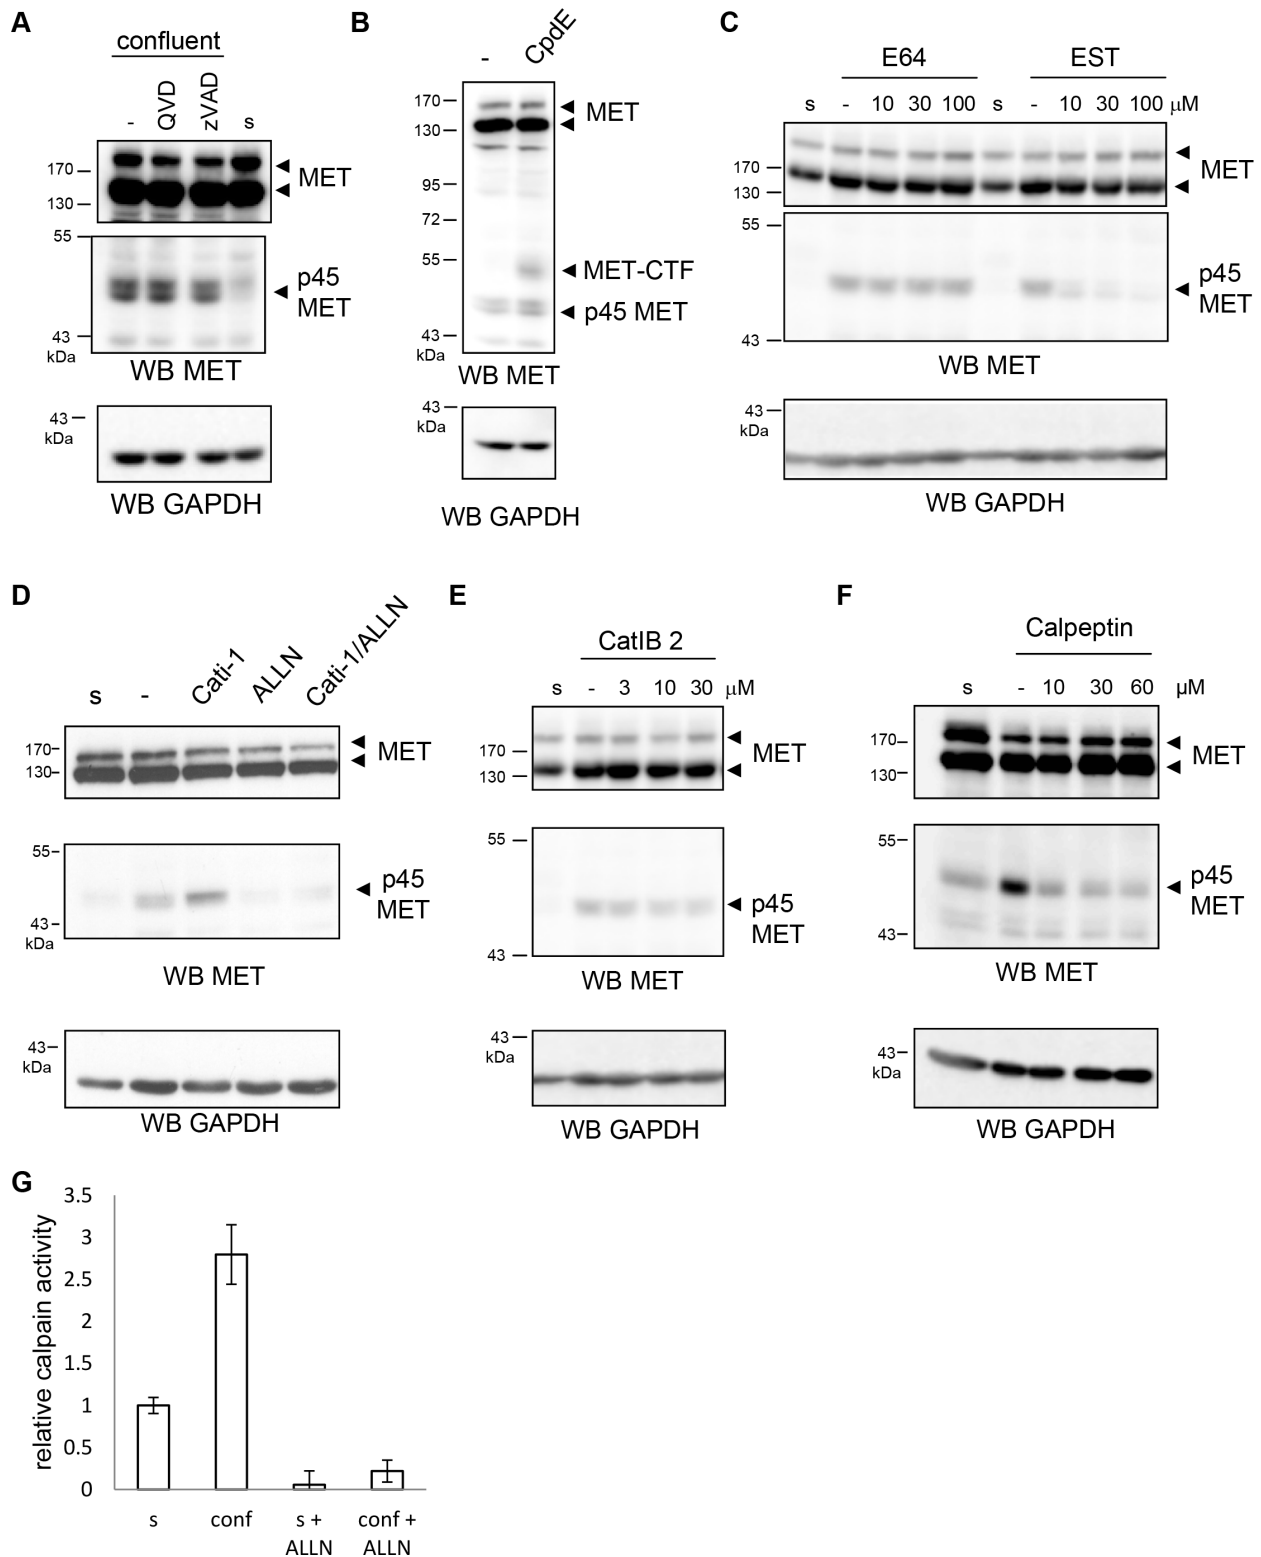 A
confluent
- QVD zVAD s
170
130
MET
55
p45
MET
43
kDa
WB MET
43
kDa
WB GAPDH
B
- CpdE
170
130
95
72
55
43
kDa
MET
MET-CTF
p45 MET
WB MET
43
kDa
WB GAPDH
C
E64 EST
s - 10 30 100 s - 10 30 100 μM
170
130
MET
55
p45
MET
43
WB MET
43
kDa
WB GAPDH
D
s - Cati-1 ALLN Cati-1/ALLN
170
130
MET
55
p45
MET
43
kDa
WB MET
43
kDa
WB GAPDH
E
CatIB 2
s - 3 10 30 μM
170
130
MET
55
p45
MET
43
WB MET
43
kDa
WB GAPDH
F
Calpeptin
s - 10 30 60 μM
170
130
MET
55
p45
MET
43
WB MET
43
kDa
WB GAPDH
G
relative calpain activity
3.5
3
2.5
2
1.5
1
0.5
0
s conf s + conf +
ALLN ALLN